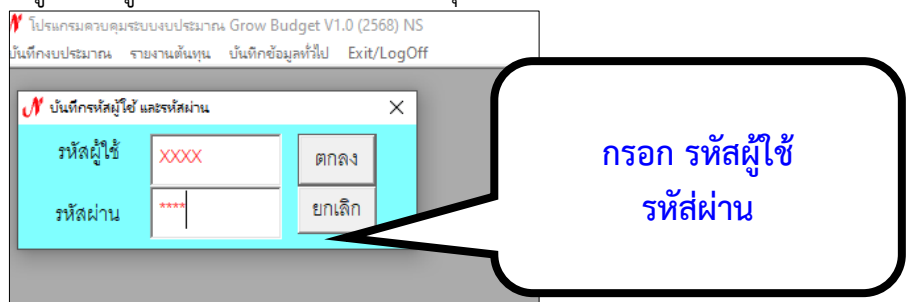 โปรแกรมควบคุมระบบงบประมาณ Grow Budget V1.0 (2568) NS
บันทึกงบประมาณ รายงานต้นทุน บันทึกข้อมูลทั่วไป Exit/LogOff
บันทึกรหัสผู้ใช้ และรหัสผ่าน
รหัสผู้ใช้ XXXX ตกลง
รหัสผ่าน **** ยกเลิก
กรอก รหัสผู้ใช้
รหัส่ผ่าน